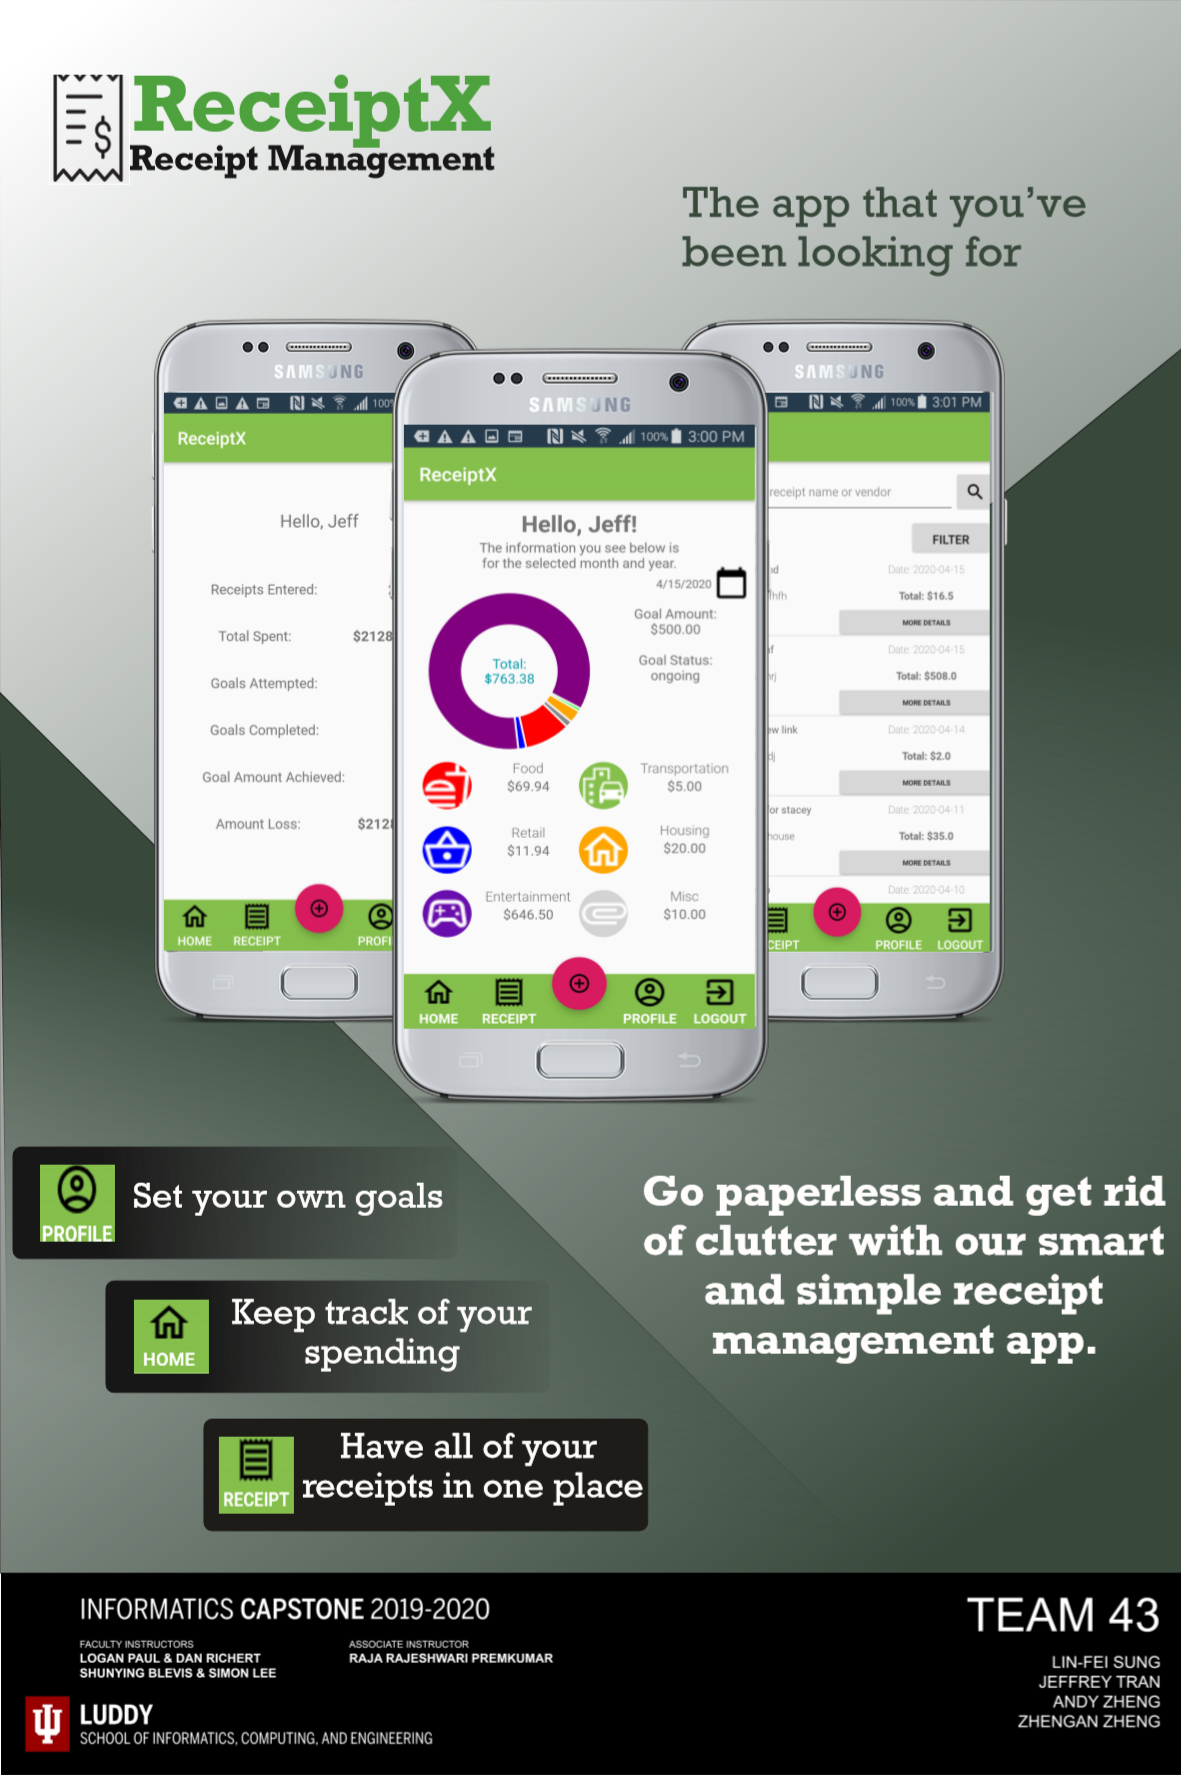 ReceiptX
Receipt Management
The app that you've
been looking for
SAMSUNG
100%
ReceiptX
Hello, Jeff
Receipts Entered:
Total Spent: $2128
Goals Attempted:
Goals Completed:
Goal Amount Achieved:
Amount Loss: $2128
HOME RECEIPT PROFI
SAMSUNG
100% 3:00 PM
ReceiptX
Hello, Jeff!
The information you see below is
for the selected month and year.
4/15/2020
Goal Amount:
$500.00
Goal Status:
ongoing
Total:
$763.38
Food Transportation
$69.94 $5.00
Retail Housing
$11.94 $20.00
Entertainment Misc
$646.50 $10.00
HOME RECEIPT PROFILE LOGOUT
SAMSUNG
100% 3:01 PM
receipt name or vendor
FILTER
Date: 2020-04-15
Total: $16.5
MORE DETAILS
Date: 2020-04-15
Total: $508.0
MORE DETAILS
ew link Date: 2020-04-14
Total: $2.0
MORE DETAILS
for stacey Date: 2020-04-11
house Total: $35.0
MORE DETAILS
Date: 2020-04-10
CEIPT PROFILE LOGOUT
PROFILE
Set your own goals
HOME
Keep track of your
spending
RECEIPT
Have all of your
receipts in one place
Go paperless and get rid
of clutter with our smart
and simple receipt
management app.
INFORMATICS CAPSTONE 2019-2020
FACULTY INSTRUCTORS
LOGAN PAUL & DAN RICHERT
SHUNYING BLEVIS & SIMON LEE
ASSOCIATE INSTRUCTOR
RAJA RAJESHWARI PREMKUMAR
LUDDY
SCHOOL OF INFORMATICS, COMPUTING, AND ENGINEERING
TEAM 43
LIN-FEI SUNG
JEFFREY TRAN
ANDY ZHENG
ZHENGAN ZHENG